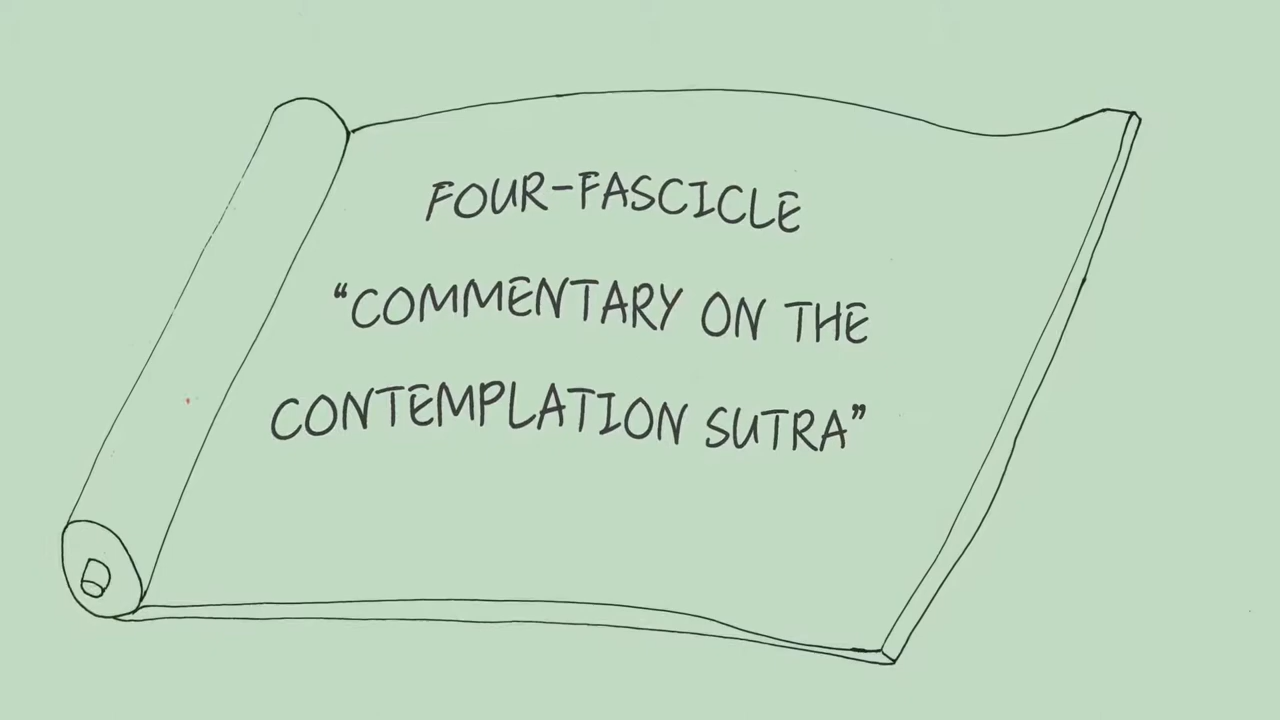 FOUR-FASCICLE
“COMMENTARY ON THE
CONTEMPLATION SUTRA”